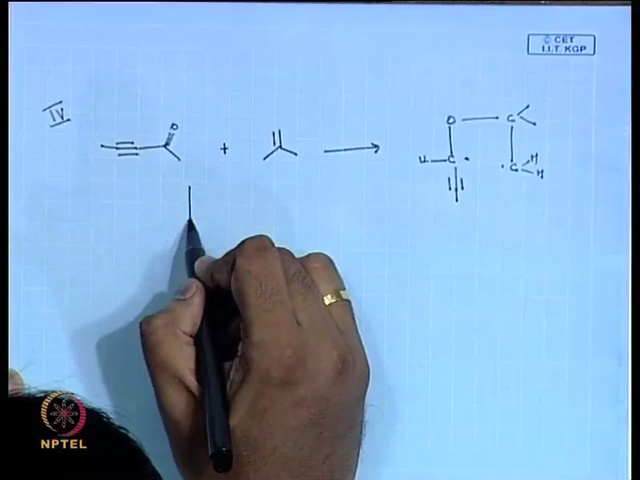 © CET
I.I.T. KGP
IV
O
+
O C
H C • • C H
H
NPTEL